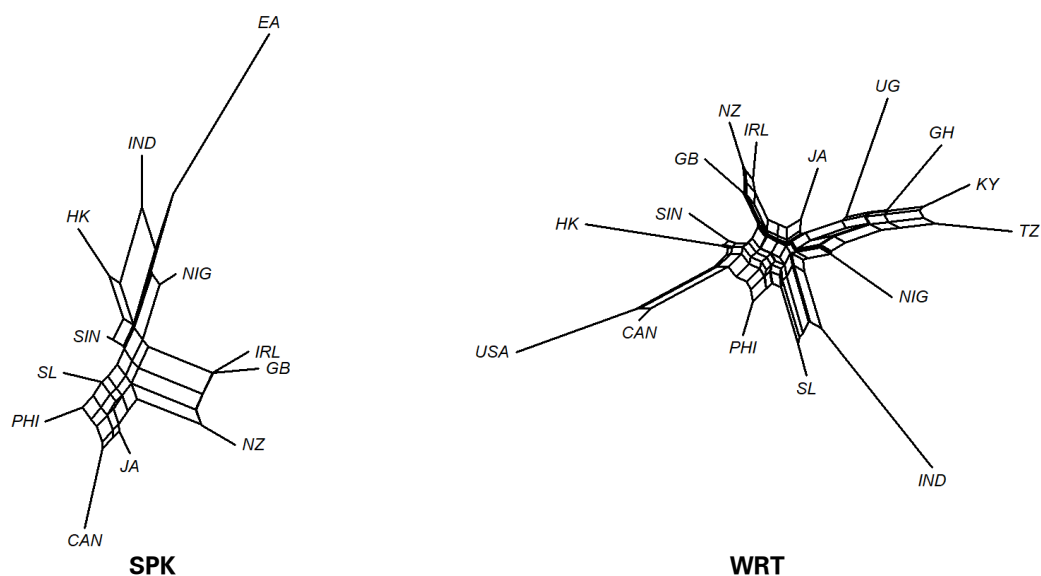 EA
IND
HK
NIG
SIN
IRL
GB
SL
PHI
NZ
JA
CAN
SPK
UG
NZ
IRL
GH
GB
JA
KY
SIN
HK
TZ
NIG
CAN
PHI
USA
SL
IND
WRT